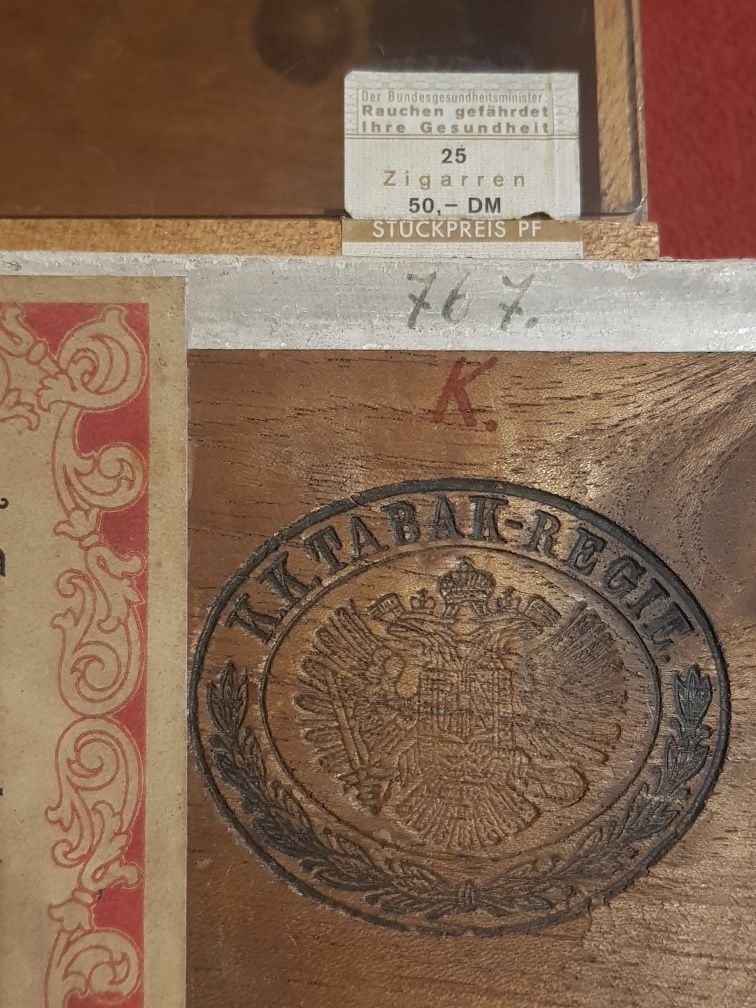 Der Bundesgesundheitsminister:
Rauchen gefährdet
Ihre Gesundheit
25
Zigarren
50,– DM
STÜCKPREIS PF
767.
K.
K.K.TABAK-REGIE.